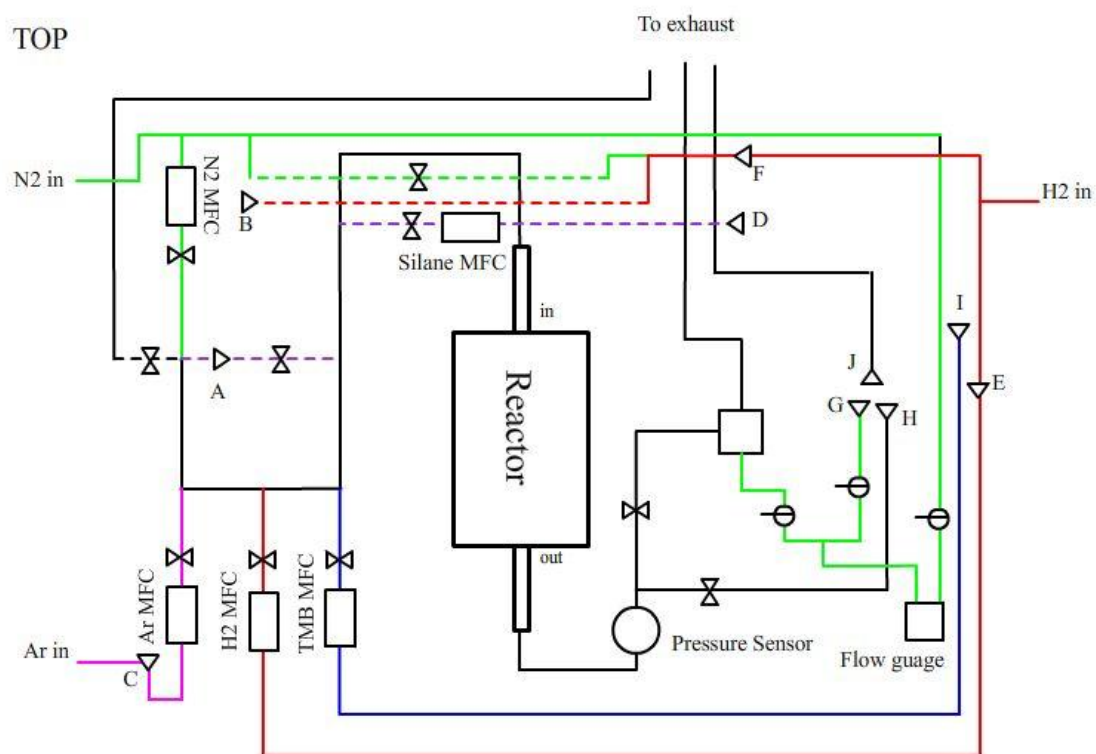 TOP
To exhaust
N2 in
N2 MFC
B
F
H2 in
D
Silane MFC
in
I
A
Reactor
J
E
G
H
out
Ar MFC
H2 MFC
TMB MFC
Ar in
C
Pressure Sensor
Flow guage